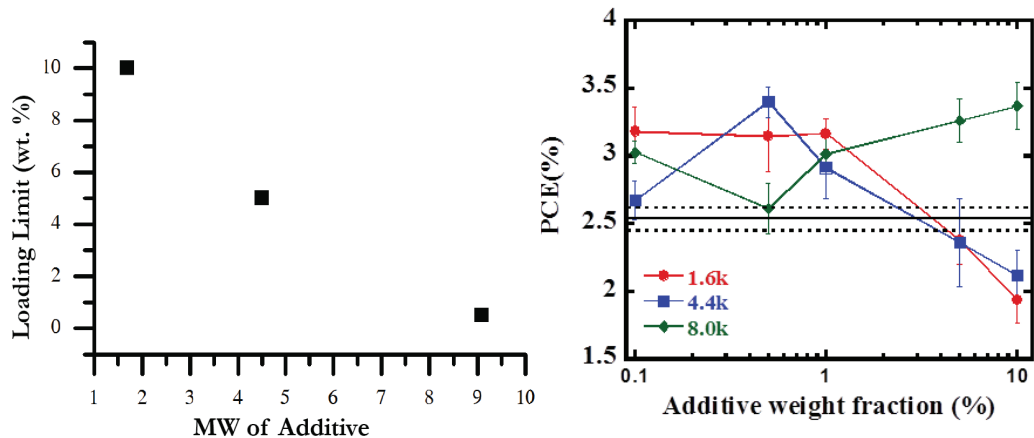 10
8
6
4
2
0
Loading Limit (wt. %)
1 2 3 4 5 6 7 8 9 10
MW of Additive
4
3.5
3
2.5
2
1.5
PCE(%)
1.6k
4.4k
8.0k
0.1 1 10
Additive weight fraction (%)